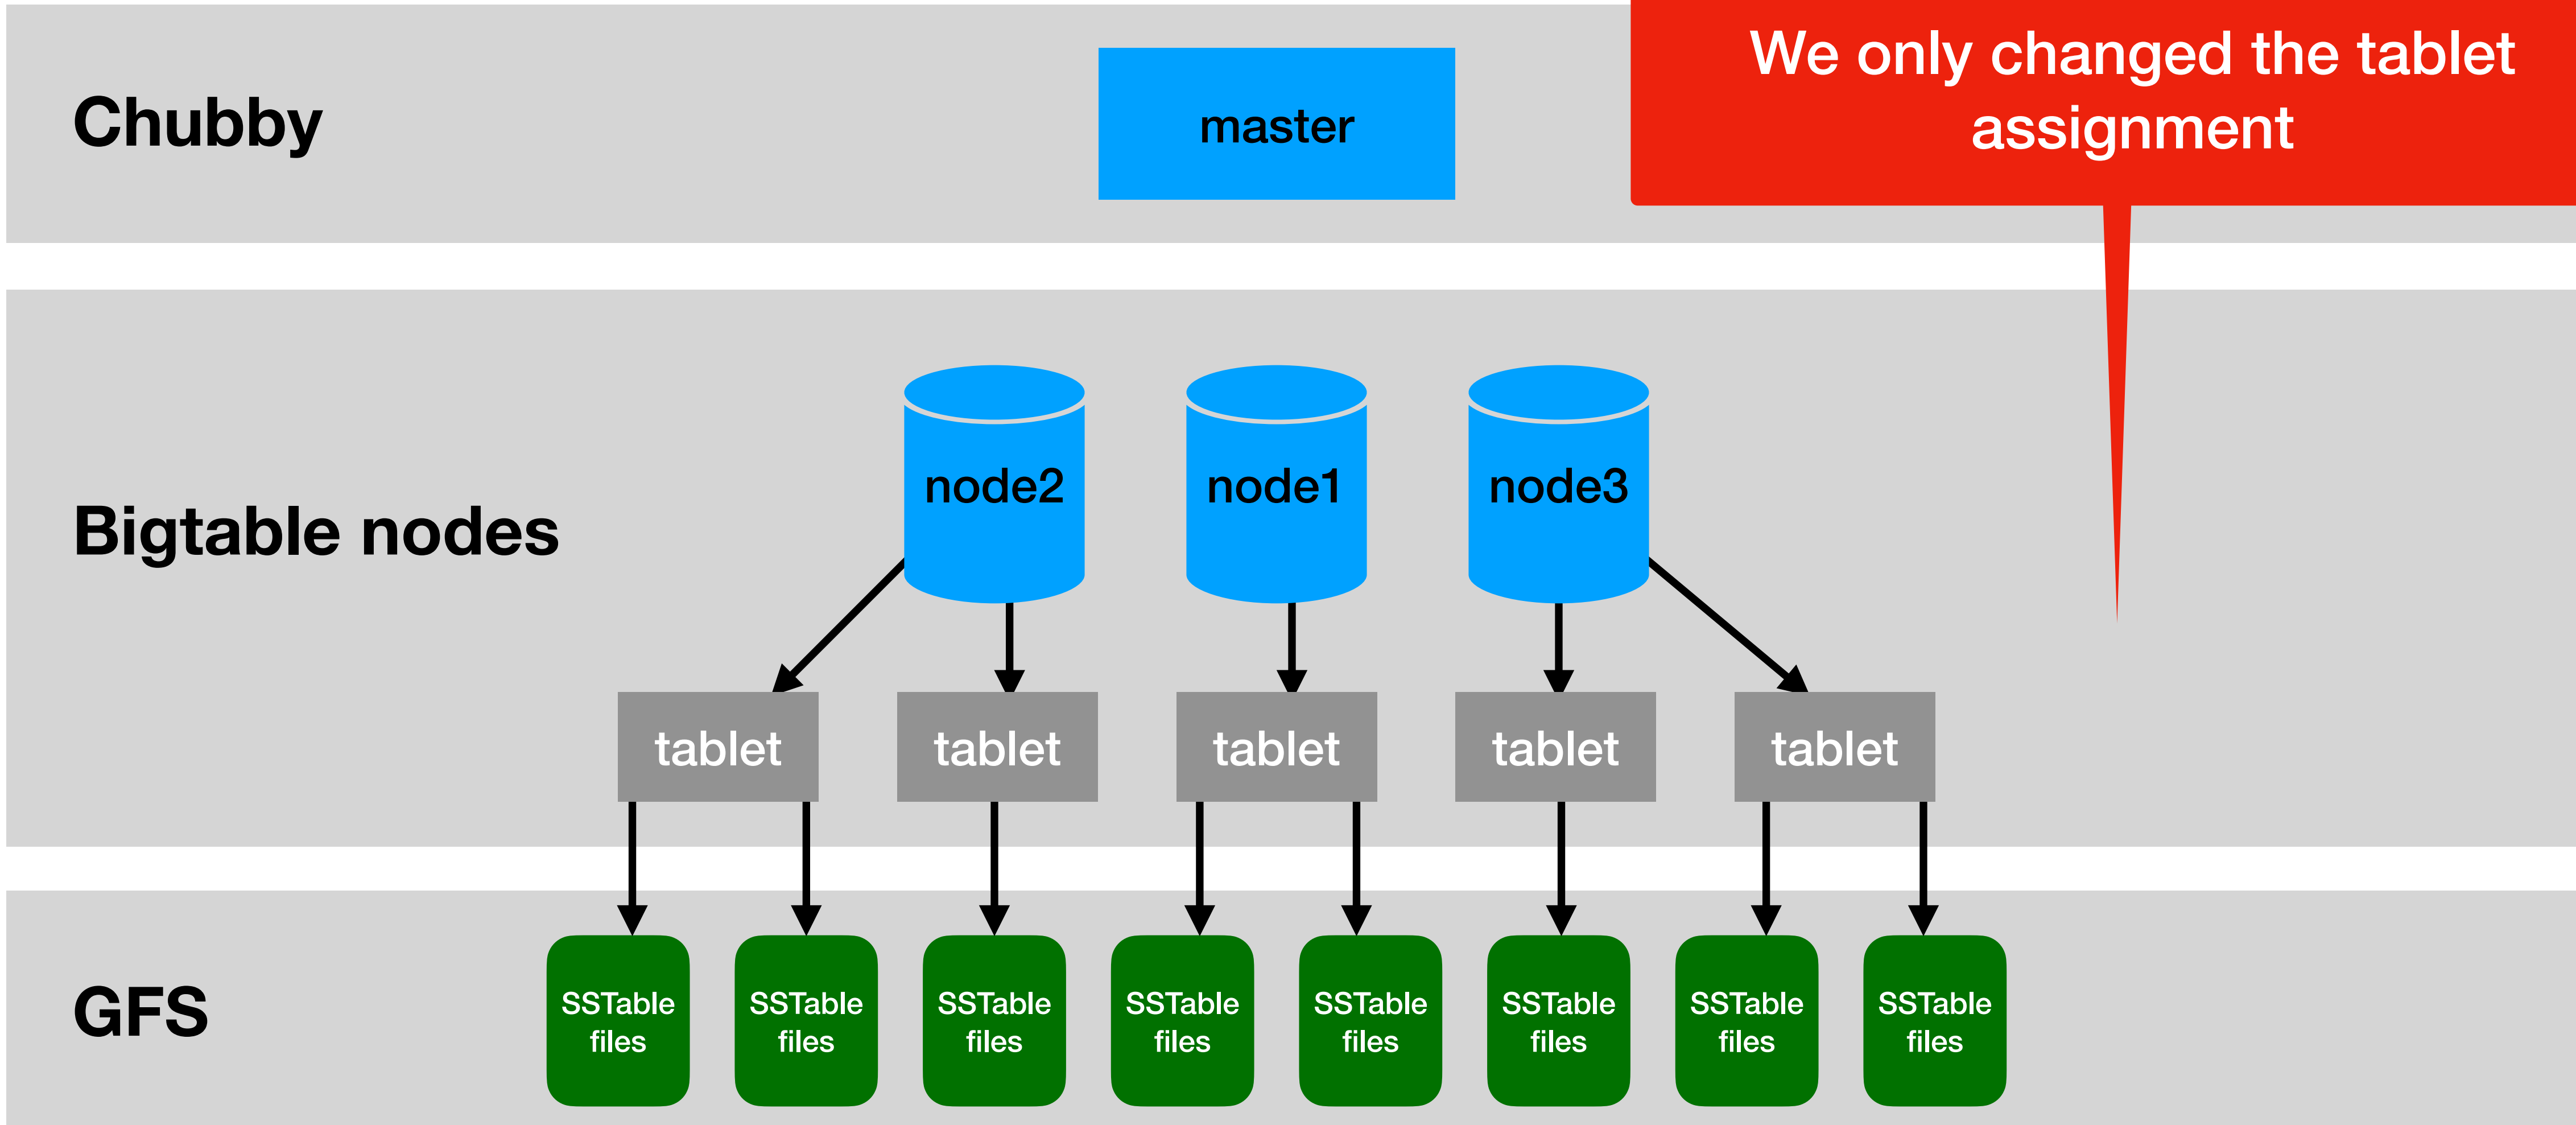 We only changed the tablet
assignment
Chubby
master
Bigtable nodes
node2
node1
node3
tablet
tablet
tablet
tablet
tablet
GFS
SSTable
files
SSTable
files
SSTable
files
SSTable
files
SSTable
files
SSTable
files
SSTable
files
SSTable
files